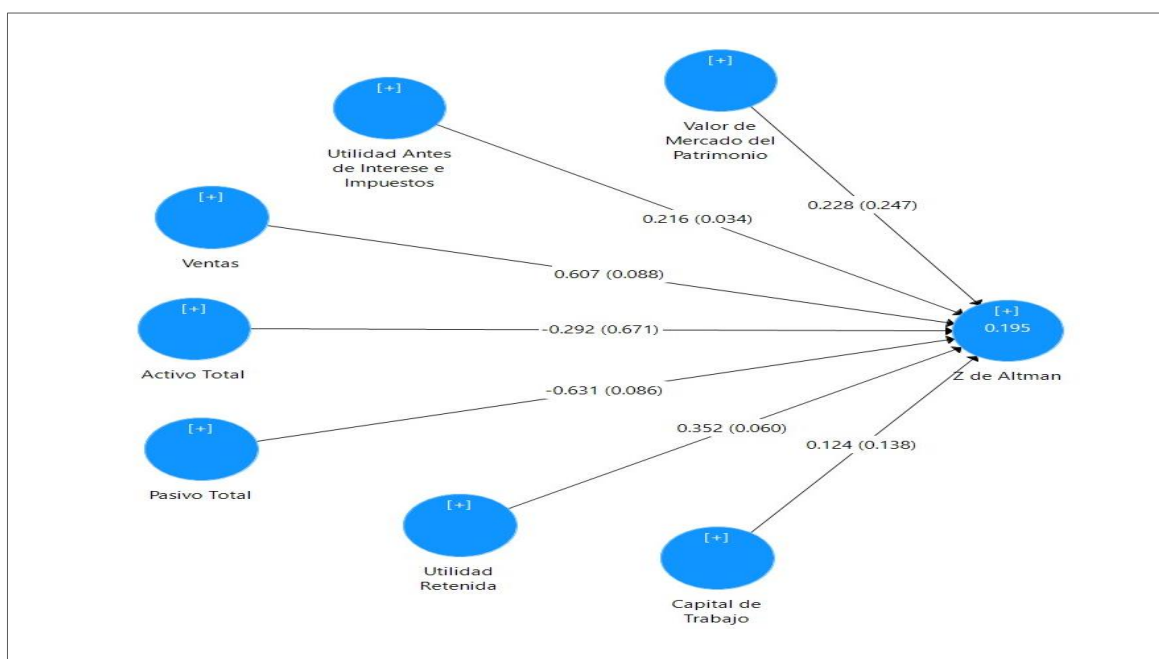 [+]
Valor de
Mercado del
Patrimonio
[+]
Utilidad Antes
de Interese e
Impuestos
0.228 (0.247)
0.216 (0.034)
[+]
Ventas
0.607 (0.088)
[+]
Activo Total
-0.292 (0.671)
[+]
0.195
Z de Altman
[+]
Pasivo Total
-0.631 (0.086)
0.352 (0.060)
0.124 (0.138)
[+]
Utilidad
Retenida
[+]
Capital de
Trabajo